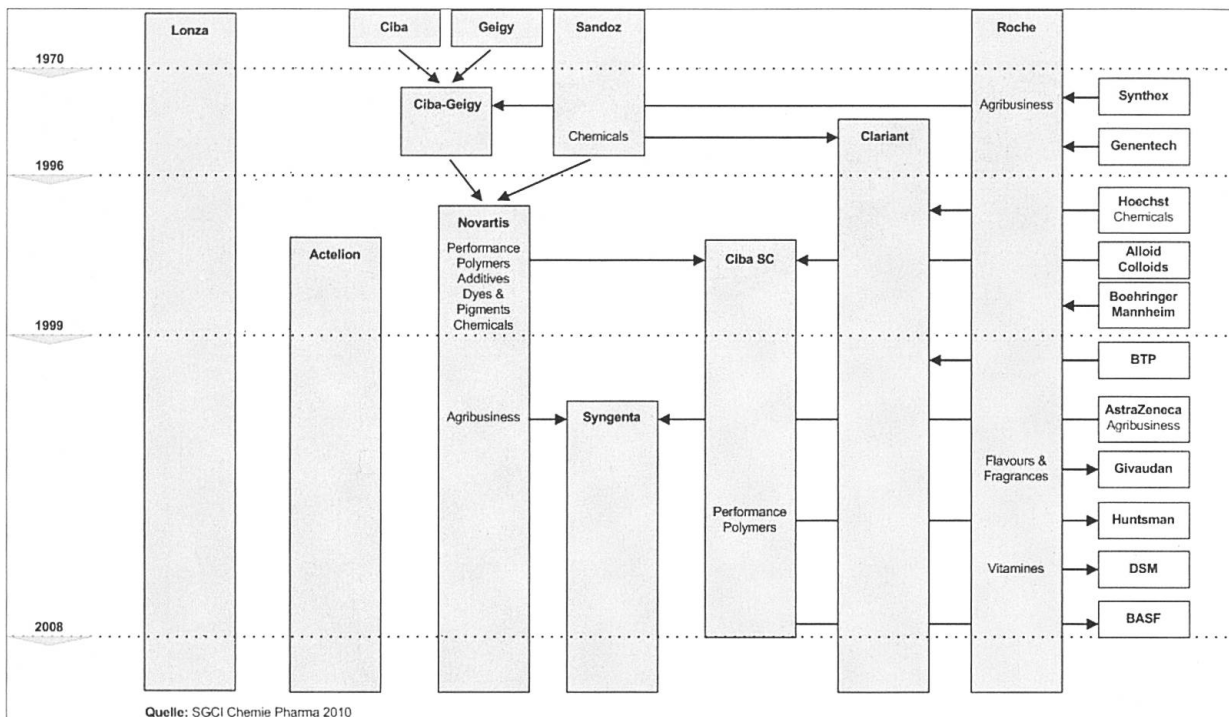 Lonza
Ciba
Geigy
Sandoz
Roche
1970
Ciba-Geigy
Agribusiness
Synthex
Chemicals
Clariant
Genentech
1996
Novartis
Hoechst
Chemicals
Actelion
Performance
Polymers
Additives
Dyes &
Pigments
Chemicals
Ciba SC
Alloid
Colloids
Boehringer
Mannheim
1999
BTP
Agribusiness
Syngenta
AstraZeneca
Agribusiness
Flavours &
Fragrances
Givaudan
Performance
Polymers
Huntsman
Vitamines
DSM
2008
BASF
Quelle: SGCI Chemie Pharma 2010